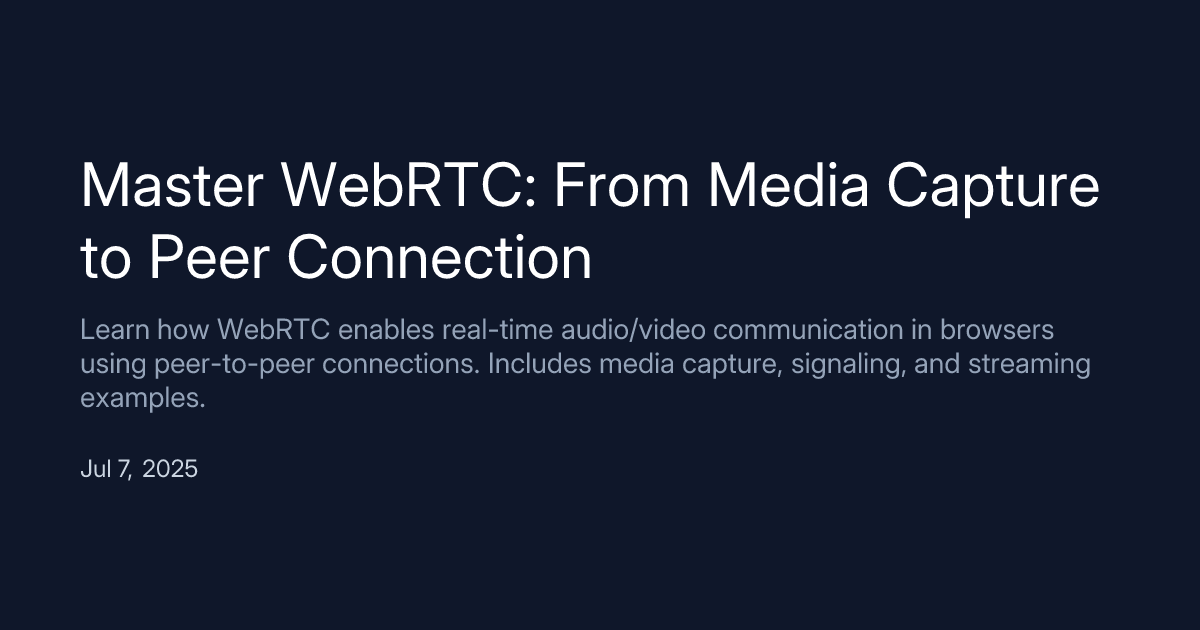 Master WebRTC: From Media Capture
to Peer Connection
Learn how WebRTC enables real-time audio/video communication in browsers
using peer-to-peer connections. Includes media capture, signaling, and streaming
examples.
Jul 7, 2025